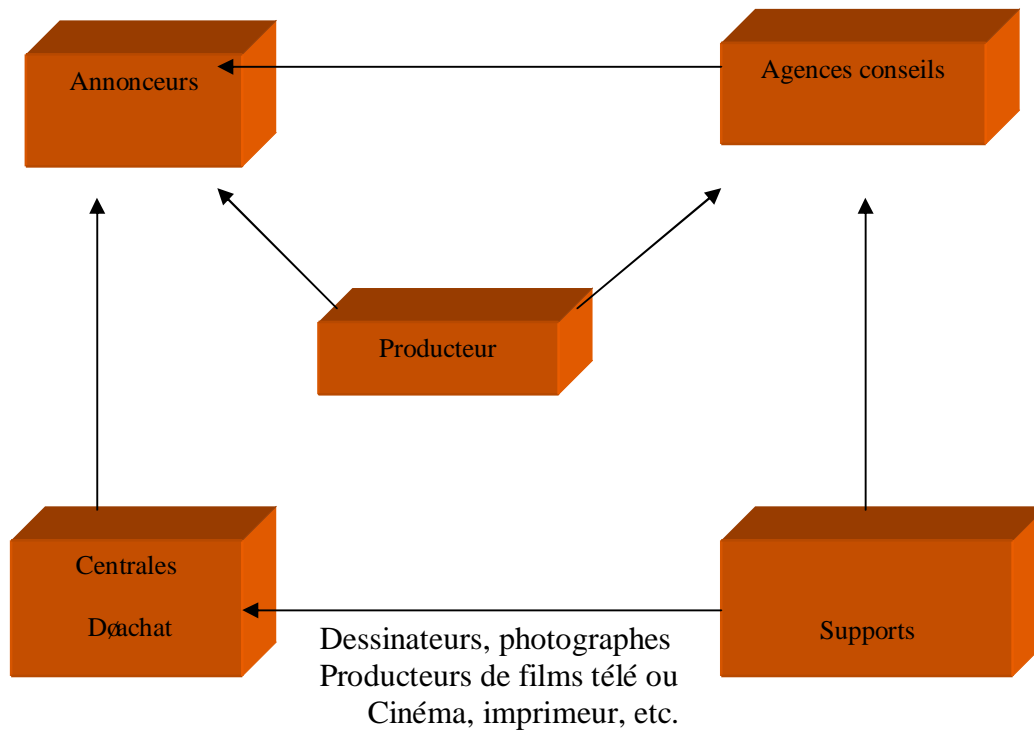 Annonceurs
Agences conseils
Producteur
Centrales
Døachat
Supports
Dessinateurs, photographes
Producteurs de films télé ou
Cinéma, imprimeur, etc.